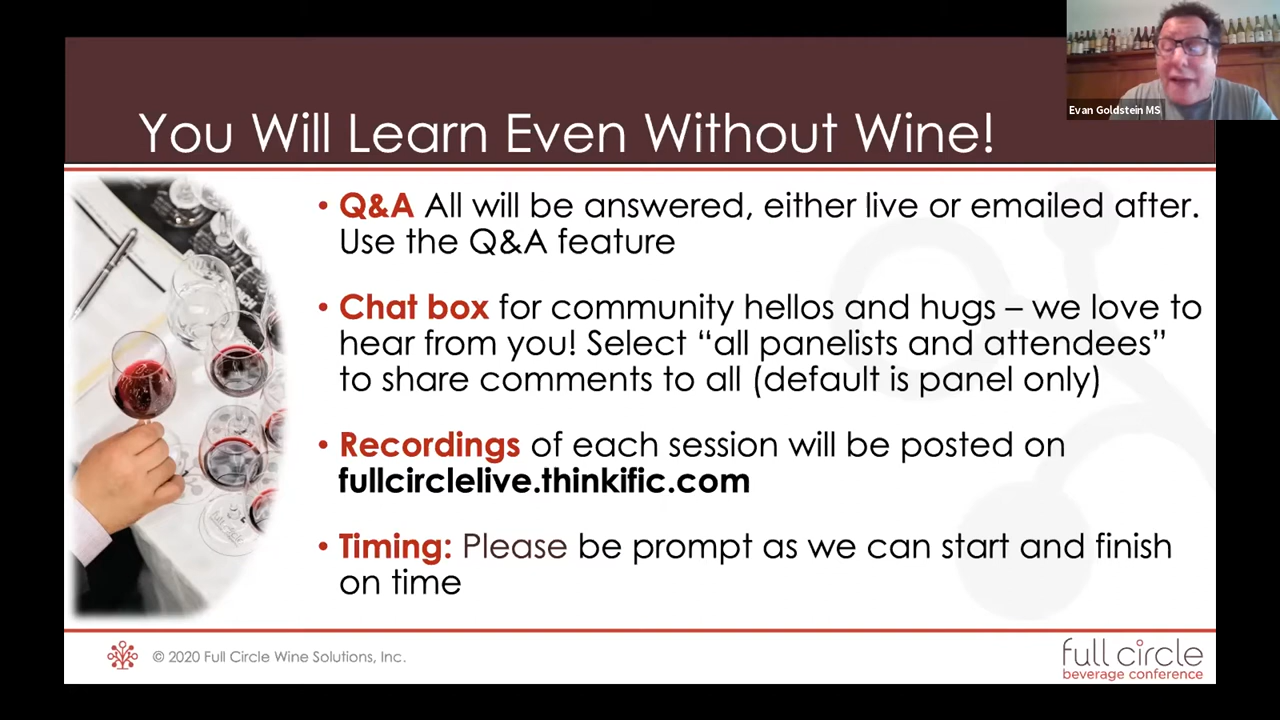 Evan Goldstein MS
You Will Learn Even Without Wine!
• Q&A All will be answered, either live or emailed after.
Use the Q&A feature
• Chat box for community hellos and hugs – we love to
hear from you! Select “all panelists and attendees”
to share comments to all (default is panel only)
• Recordings of each session will be posted on
fullcirclelive.thinkific.com
• Timing: Please be prompt as we can start and finish
on time
© 2020 Full Circle Wine Solutions, Inc.
full circle
beverage conference